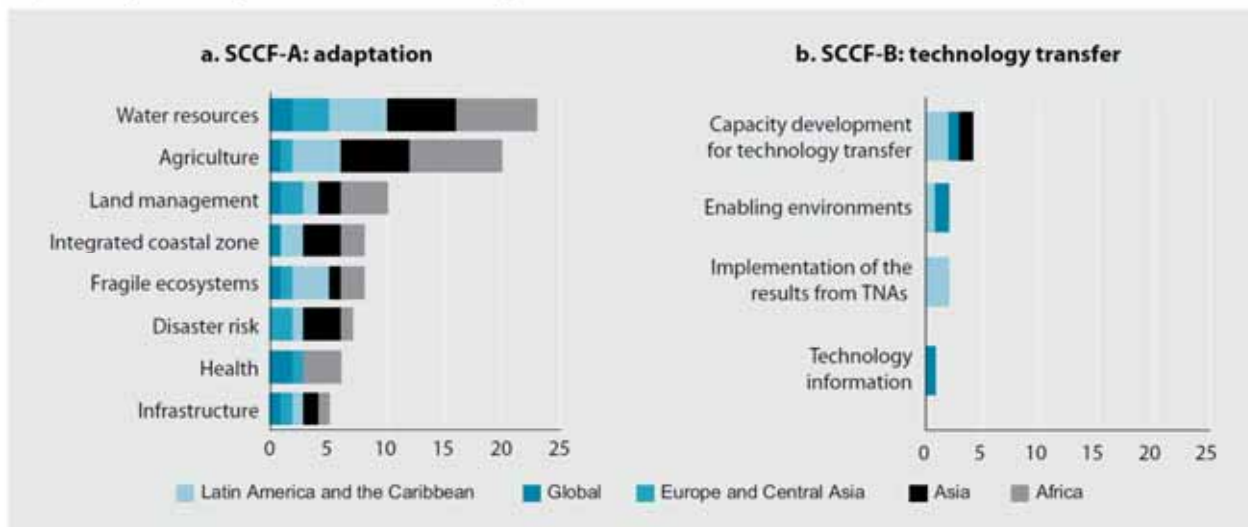 a. SCCF-A: adaptation
Water resources
Agriculture
Land management
Integrated coastal zone
Fragile ecosystems
Disaster risk
Health
Infrastructure
0 5 10 15 20 25
b. SCCF-B: technology transfer
Capacity development
for technology transfer
Enabling environments
Implementation of the
results from TNAs
Technology
information
0 5 10 15 20 25
Latin America and the Caribbean Global Europe and Central Asia Asia Africa